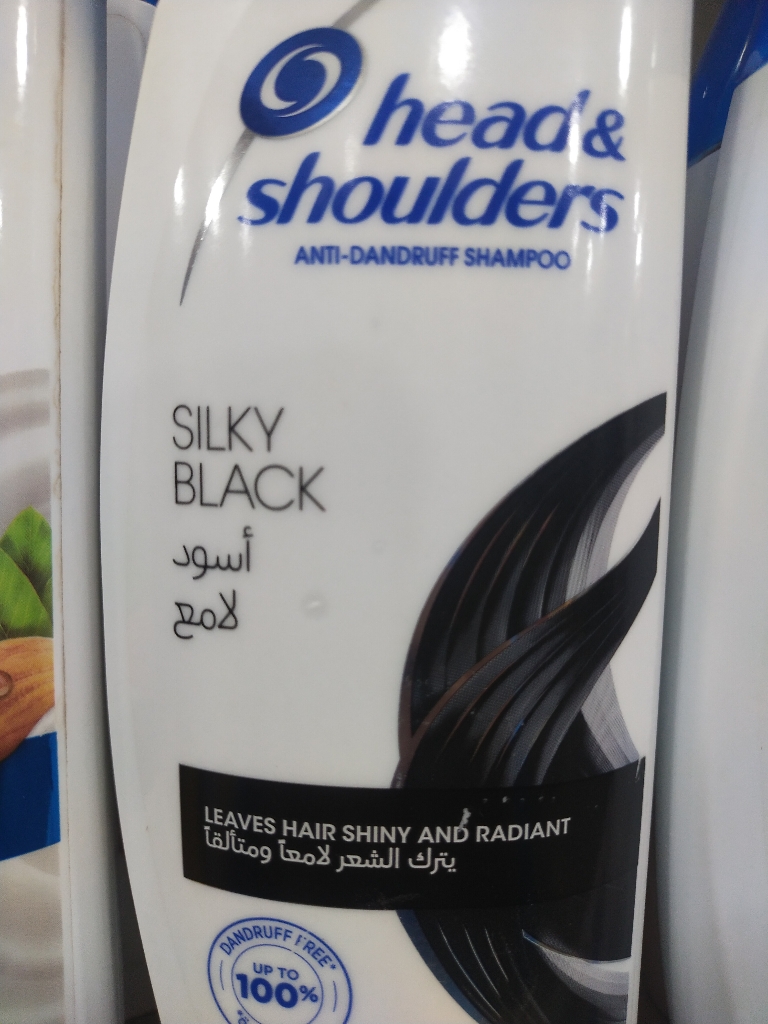 head&
shoulders
ANTI-DANDRUFF SHAMPOO
SILKY
BLACK
أسود
لامع
LEAVES HAIR SHINY AND RADIANT
يترك الشعر لامعاً ومتألقاً
DANDRUFF FREE*
UP TO
100%